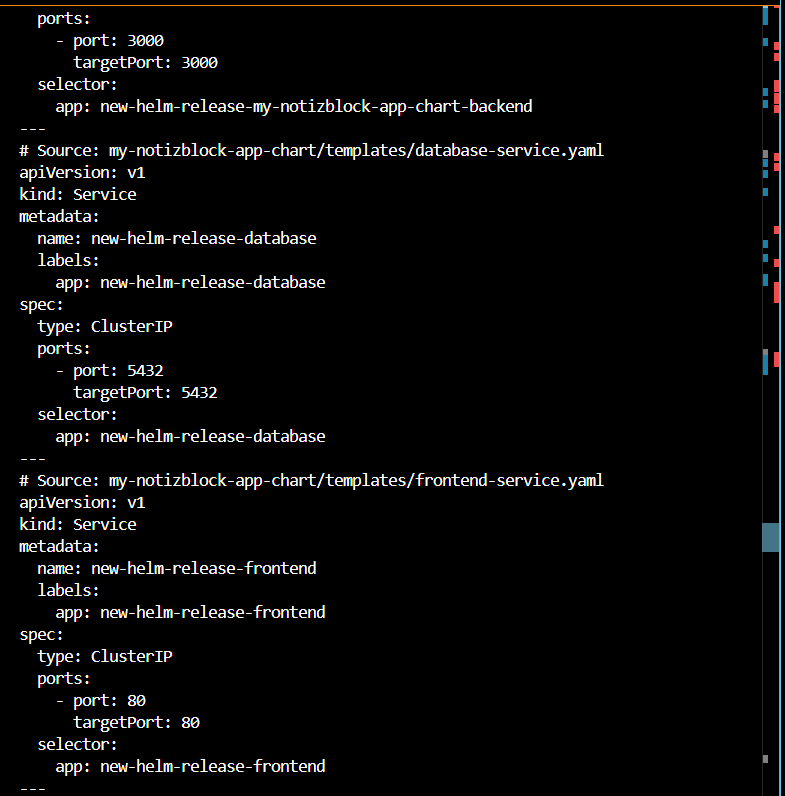 ports:
    - port: 3000
      targetPort: 3000
  selector:
    app: new-helm-release-my-notizblock-app-chart-backend
---
# Source: my-notizblock-app-chart/templates/database-service.yaml
apiVersion: v1
kind: Service
metadata:
  name: new-helm-release-database
  labels:
    app: new-helm-release-database
spec:
  type: ClusterIP
  ports:
    - port: 5432
      targetPort: 5432
  selector:
    app: new-helm-release-database
---
# Source: my-notizblock-app-chart/templates/frontend-service.yaml
apiVersion: v1
kind: Service
metadata:
  name: new-helm-release-frontend
  labels:
    app: new-helm-release-frontend
spec:
  type: ClusterIP
  ports:
    - port: 80
      targetPort: 80
  selector:
    app: new-helm-release-frontend
---